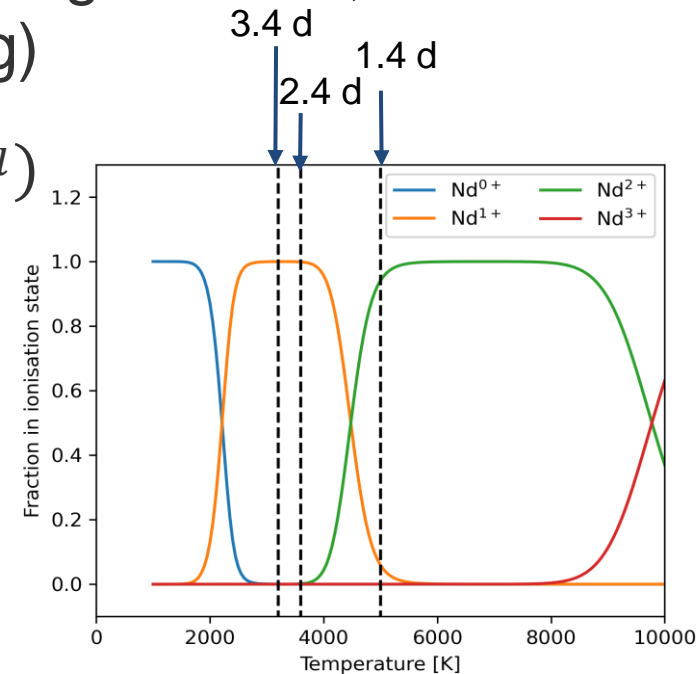 3.4 d
g)
1.4 d
2.4 d
)
Nd0+
Nd2+
Nd1+
Nd3+
1.2
1.0
0.8
0.6
0.4
0.2
0.0
Fraction in ionisation state
0 2000 4000 6000 8000 10000
Temperature [K]